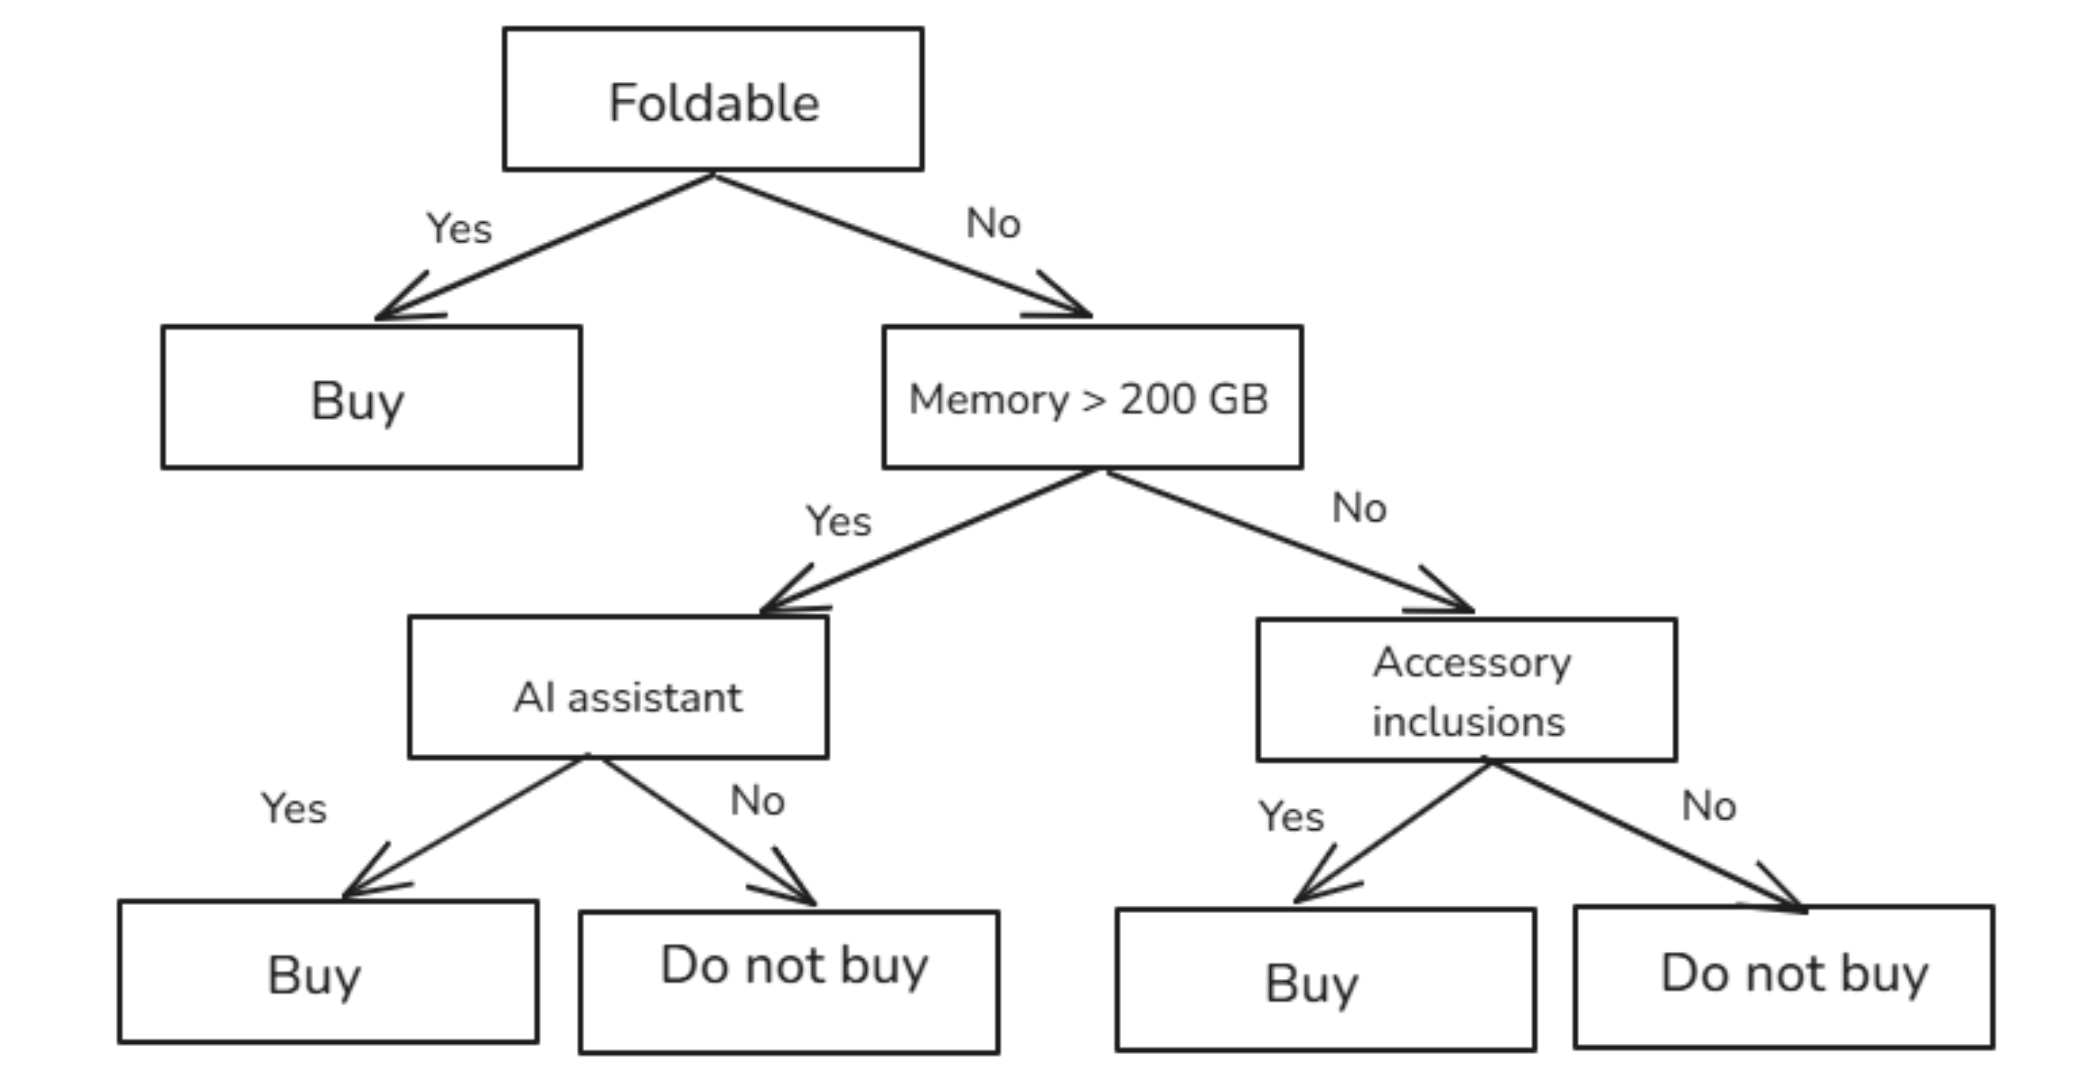 Foldable
Yes
No
Buy
Memory > 200 GB
Yes
No
AI assistant
Accessory
inclusions
Yes
No
Yes
No
Buy
Do not buy
Buy
Do not buy